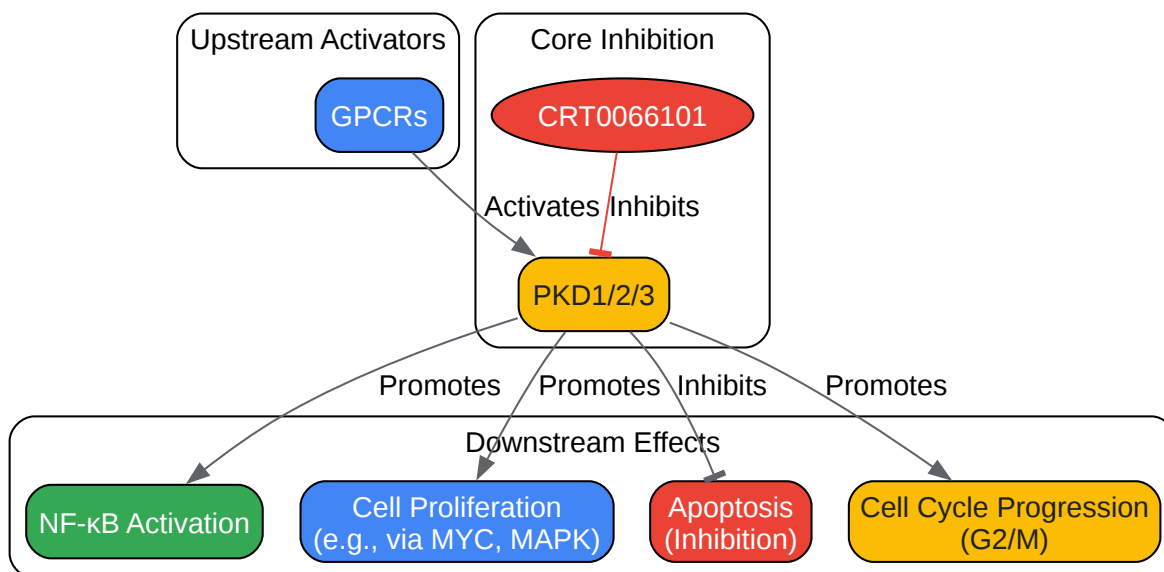 Upstream Activators
Core Inhibition
GPCRs
CRT0066101
Activates
Inhibits
PKD1/2/3
Promotes
Promotes
Inhibits
Promotes
Downstream Effects
NF-κB Activation
Cell Proliferation
(e.g., via MYC, MAPK)
Apoptosis
(Inhibition)
Cell Cycle Progression
(G2/M)